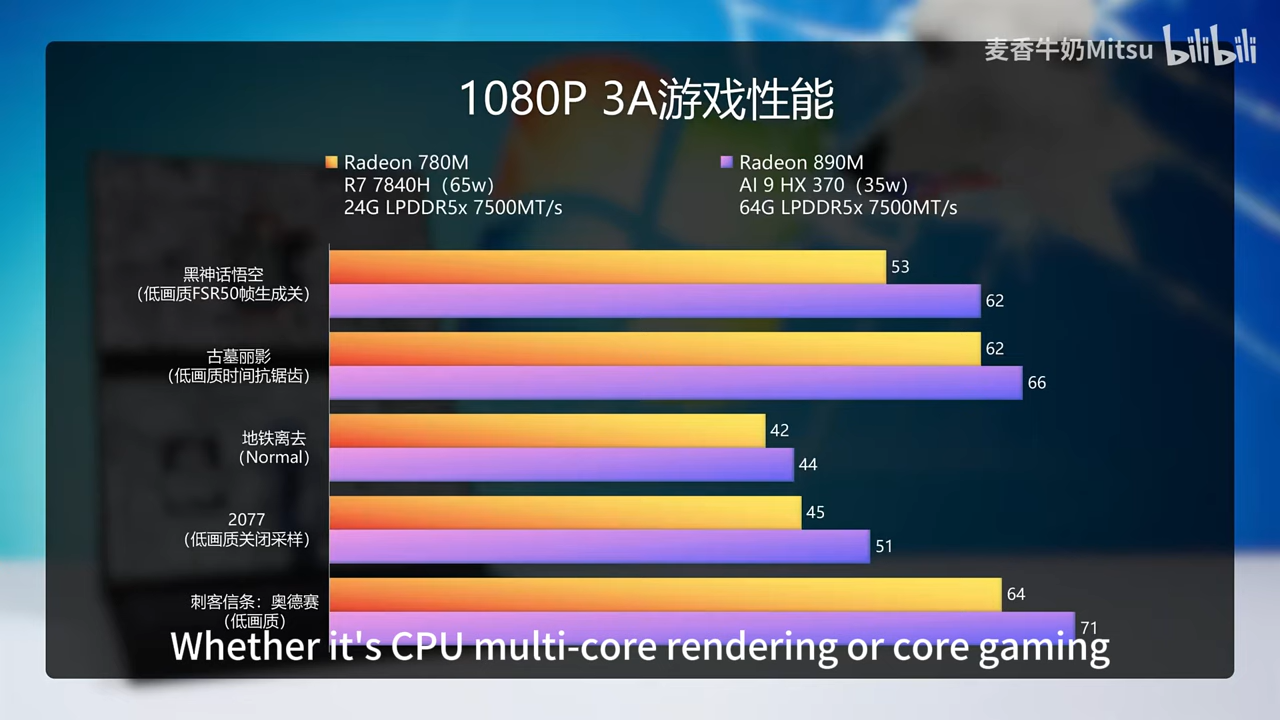 麦香牛奶Mitsu bilibili
1080P 3A游戏性能
Radeon 780M
R7 7840H（65w）
24G LPDDR5x 7500MT/s
Radeon 890M
AI 9 HX 370（35w）
64G LPDDR5x 7500MT/s
黑神话悟空
（低画质FSR50帧生成关）
53
62
古墓丽影
（低画质时间抗锯齿）
62
66
地铁离去
（Normal）
42
44
2077
（低画质关闭采样）
45
51
刺客信条：奥德赛
（低画质）
64
71
Whether it's CPU multi-core rendering or core gaming